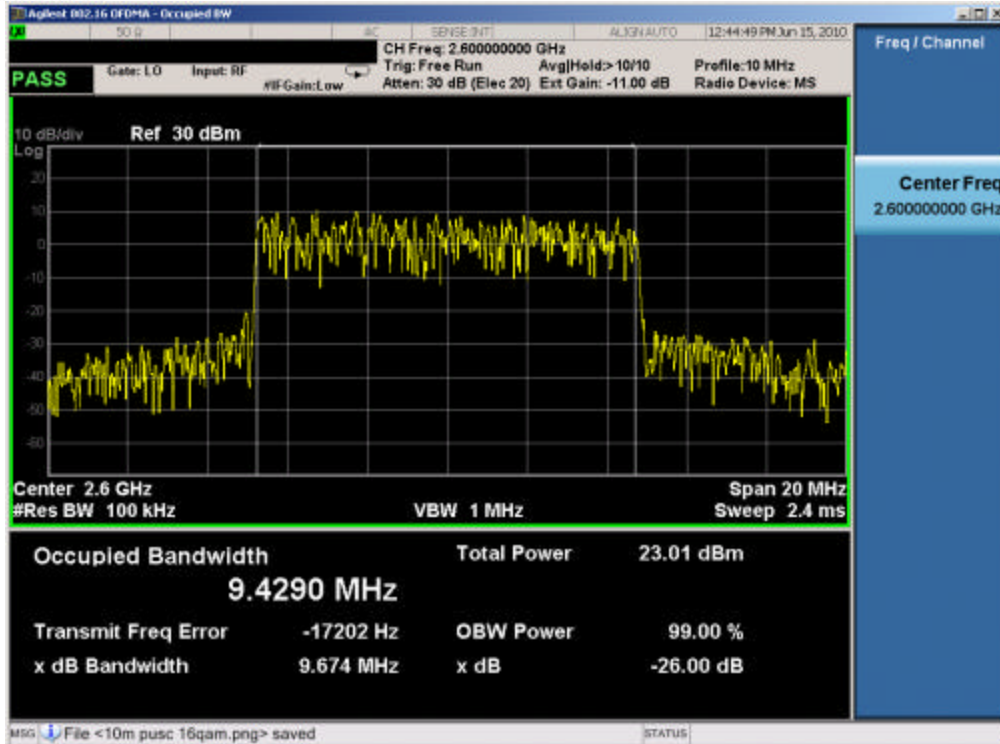 Agilent 802.16 OFDMA - Occupied BW
50 Ω AC SENSE:INT ALIGN AUTO 12:44:49 PM Jun 15, 2010
CH Freq: 2.600000000 GHz
PASS Gate: LO Input: RF Trig: Free Run Avg|Hold:> 10/10 Profile:10 MHz
#IFGain:Low Atten: 30 dB (Elec 20) Ext Gain: -11.00 dB Radio Device: MS
Freq / Channel
Center Freq
2.600000000 GHz
10 dB/div Ref 30 dBm
Log
20
10
0
-10
-20
-30
-40
-50
-60
Center 2.6 GHz Span 20 MHz
#Res BW 100 kHz VBW 1 MHz Sweep 2.4 ms
Occupied Bandwidth Total Power 23.01 dBm
9.4290 MHz
Transmit Freq Error -17202 Hz OBW Power 99.00 %
x dB Bandwidth 9.674 MHz x dB -26.00 dB
MSG File <10m pusc 16qam.png> saved STATUS